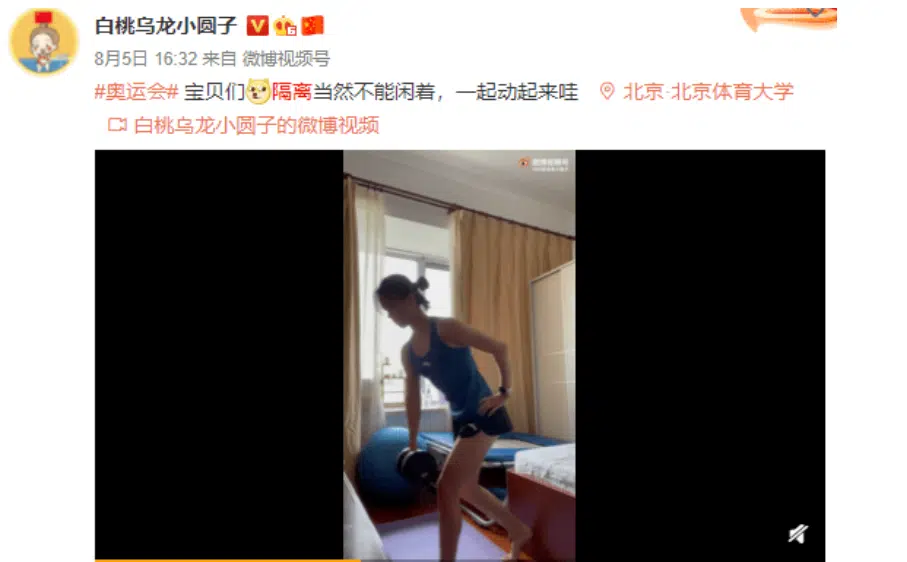 白桃乌龙小圆子
8月5日 16:32 来自 微博视频号
#奥运会# 宝贝们隔离当然不能闲着，一起动起来哇 北京·北京体育大学
白桃乌龙小圆子的微博视频